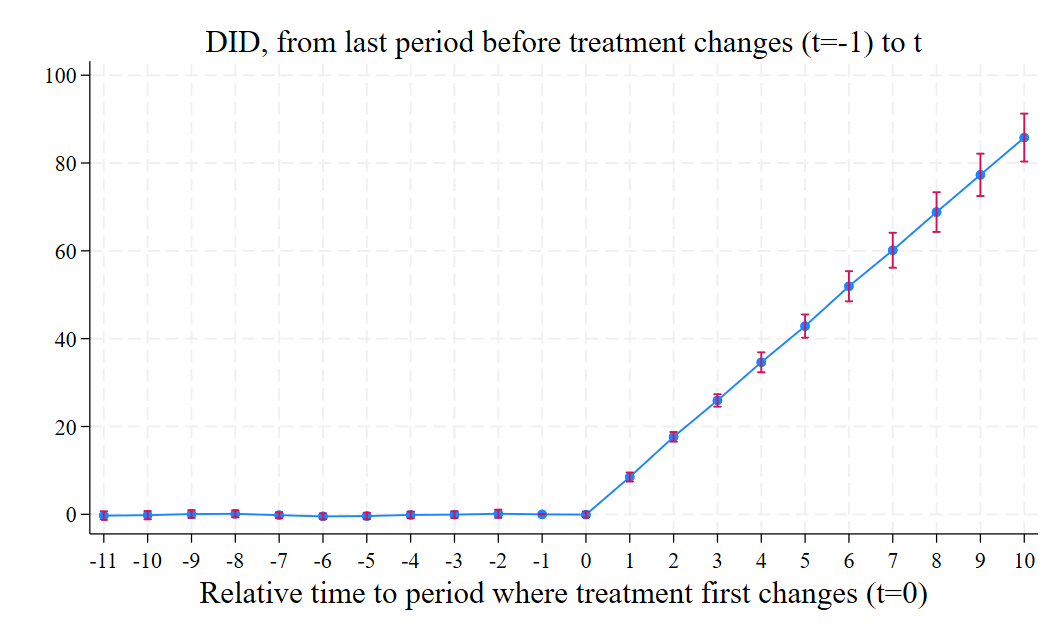 DID, from last period before treatment changes (t=-1) to t
100
80
60
40
20
0
-11 -10 -9 -8 -7 -6 -5 -4 -3 -2 -1 0 1 2 3 4 5 6 7 8 9 10
Relative time to period where treatment first changes (t=0)